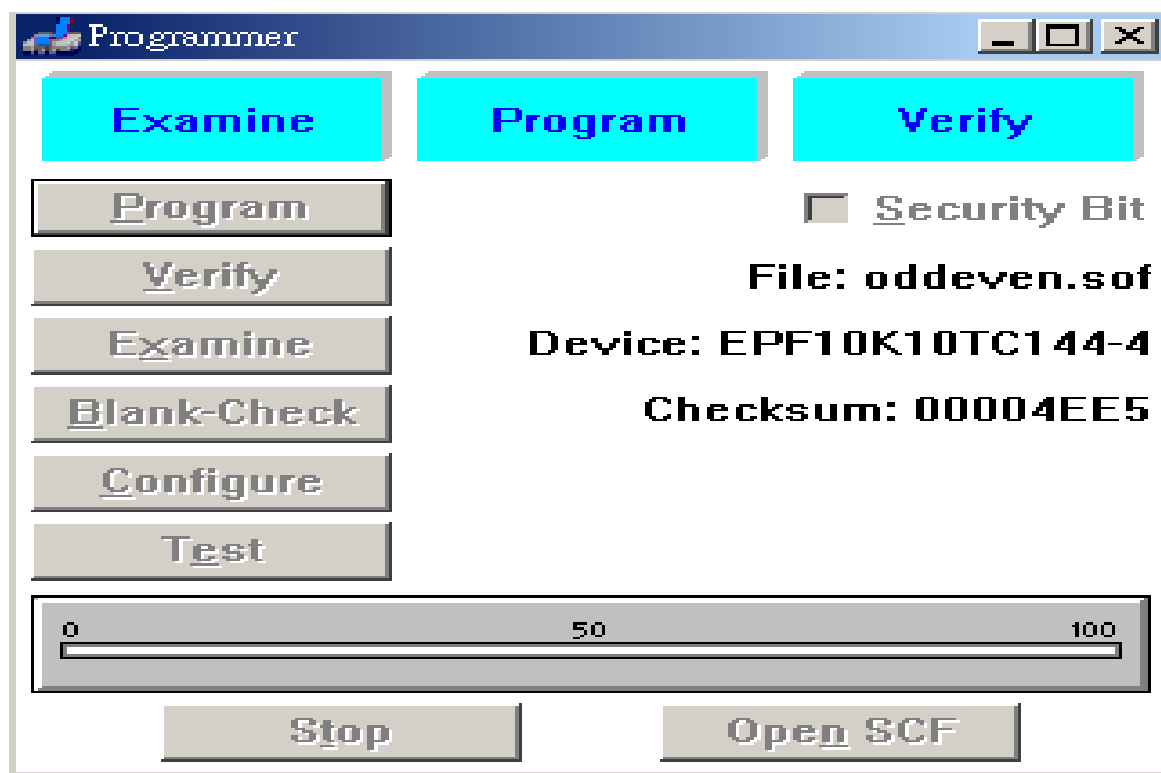 Programmer
Examine Program Verify
Program
Security Bit
Verify
File: oddeven.sof
Examine
Device: EPF10K10TC144-4
Blank-Check
Checksum: 00004EE5
Configure
Test
0 50 100
Stop Open SCF